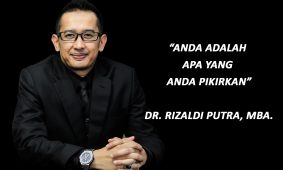 “ANDA ADALAH
APA YANG
ANDA PIKIRKAN”
DR. RIZALDI PUTRA, MBA.